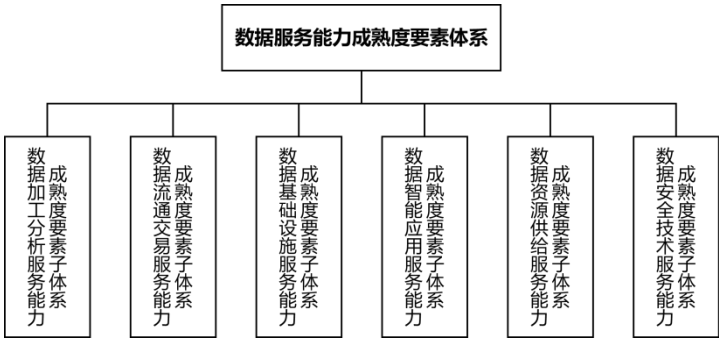 数据服务能力成熟度要素体系
数据加工分析服务能力
成熟度要素子体系
数据流通交易服务能力
成熟度要素子体系
数据基础设施服务能力
成熟度要素子体系
数据智能应用服务能力
成熟度要素子体系
数据资源供给服务能力
成熟度要素子体系
数据安全技术服务能力
成熟度要素子体系